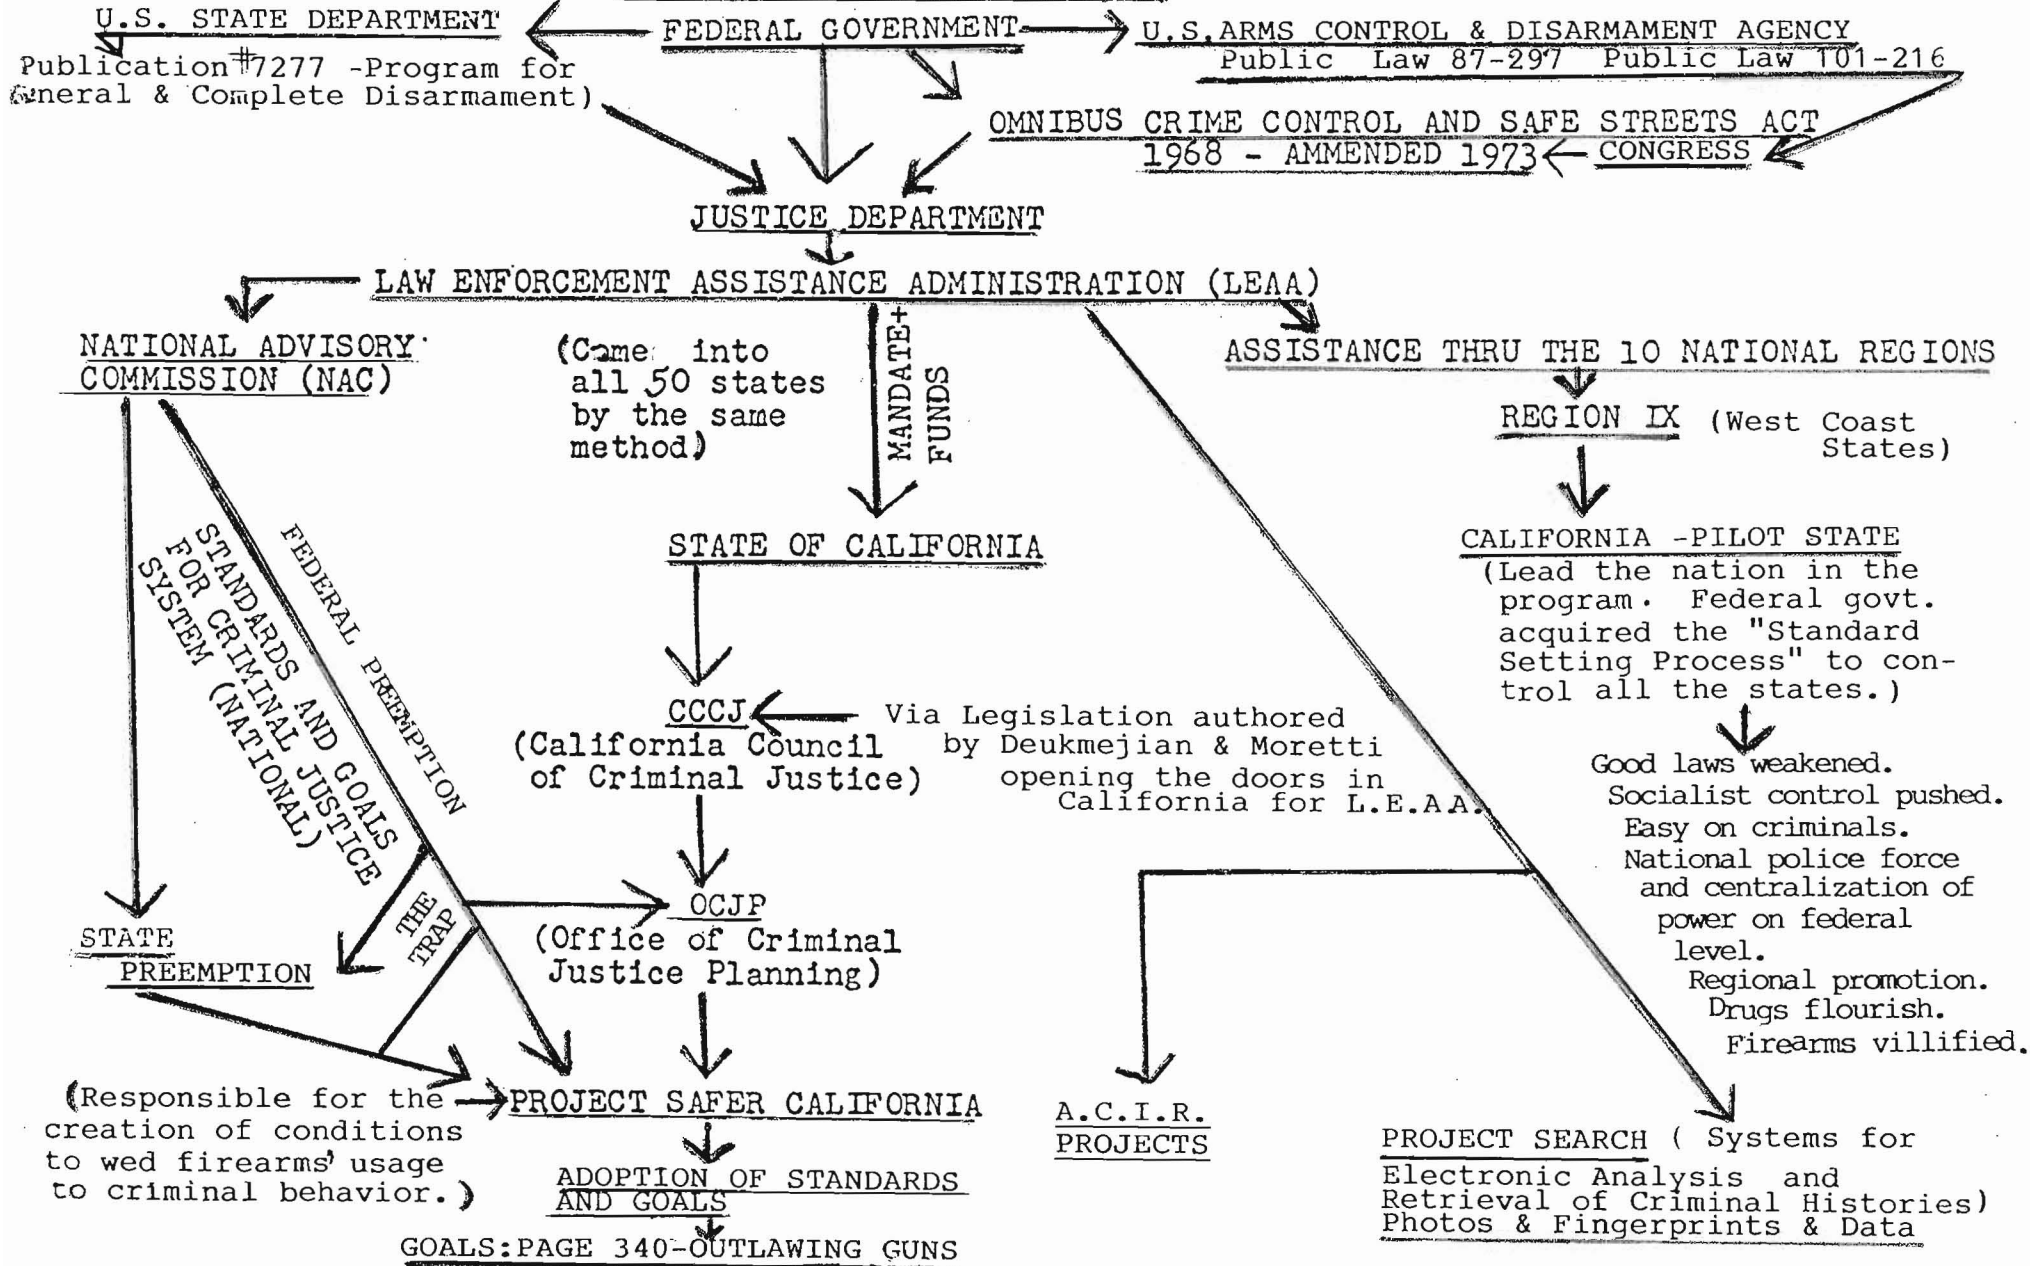 U.S. STATE DEPARTMENT
Publication #7277 -Program for
General & Complete Disarmament)
FEDERAL GOVERNMENT
U.S. ARMS CONTROL & DISARMAMENT AGENCY
Public Law 87-297 Public Law 101-216
OMNIBUS CRIME CONTROL AND SAFE STREETS ACT
1968 - AMMENDED 1973
CONGRESS
JUSTICE DEPARTMENT
LAW ENFORCEMENT ASSISTANCE ADMINISTRATION (LEAA)
NATIONAL ADVISORY
COMMISSION (NAC)
(Came into
all 50 states
by the same
method)
MANDATE+
FUNDS
ASSISTANCE THRU THE 10 NATIONAL REGIONS
REGION IX (West Coast
States)
STATE OF CALIFORNIA
CALIFORNIA -PILOT STATE
(Lead the nation in the
program. Federal govt.
acquired the "Standard
Setting Process" to con-
trol all the states.)
FEDERAL PREEMPTION
STANDARDS AND GOALS
FOR CRIMINAL JUSTICE
SYSTEM (NATIONAL)
CCCJ
(California Council
of Criminal Justice)
Via Legislation authored
by Deukmejian & Moretti
opening the doors in
California for L.E.A.A.
Good laws weakened.
Socialist control pushed.
Easy on criminals.
National police force
and centralization of
power on federal
level.
Regional promotion.
Drugs flourish.
Firearms villified.
THE
TRAP
OCJP
(Office of Criminal
Justice Planning)
STATE
PREEMPTION
(Responsible for the
creation of conditions
to wed firearms' usage
to criminal behavior.)
PROJECT SAFER CALIFORNIA
ADOPTION OF STANDARDS
AND GOALS
GOALS:PAGE 340-OUTLAWING GUNS
A.C.I.R.
PROJECTS
PROJECT SEARCH ( Systems for
Electronic Analysis and
Retrieval of Criminal Histories)
Photos & Fingerprints & Data